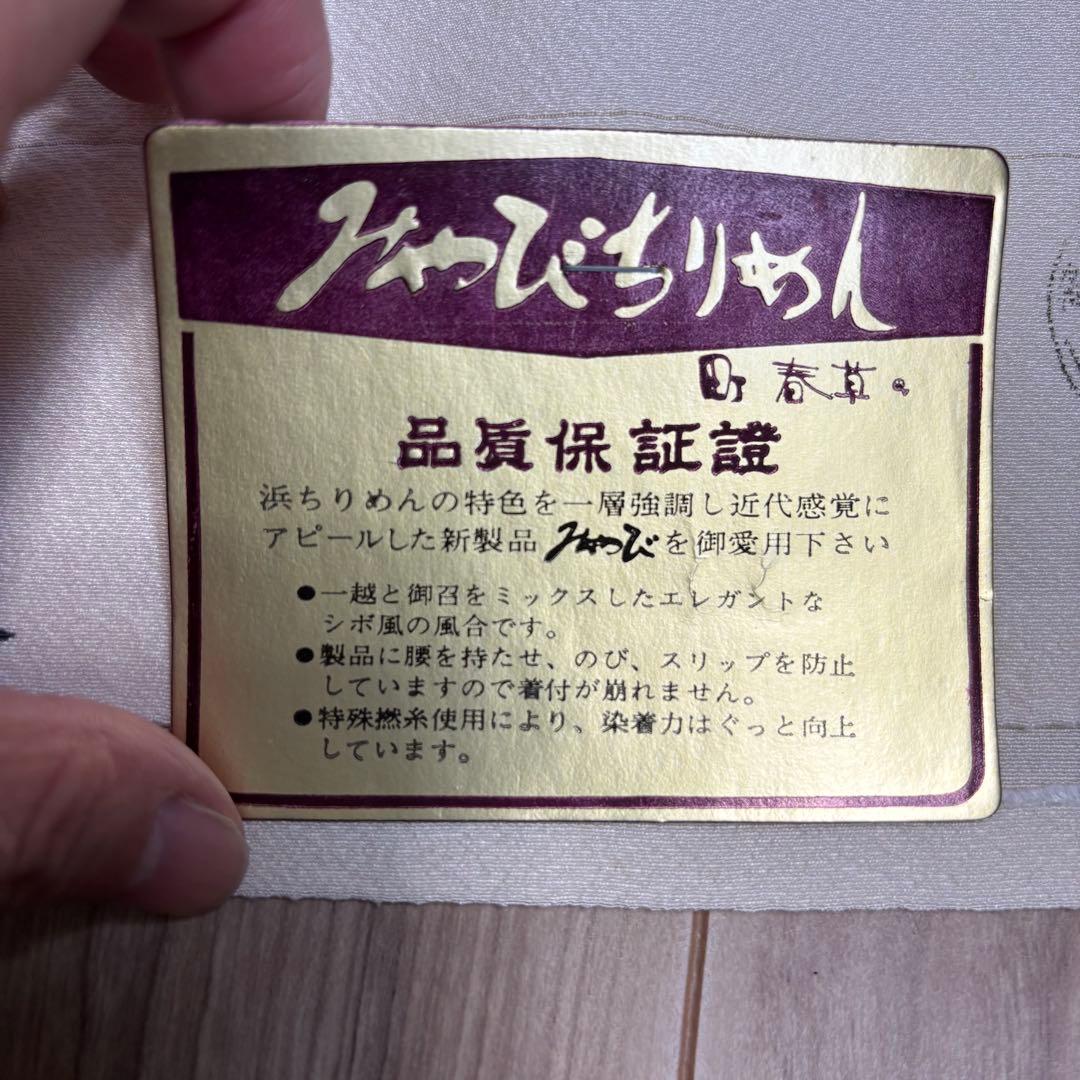 みやびちりめん
町春草
品質保証證
浜ちりめんの特色を一層強調し近代感覚に
アピールした新製品みやびを御愛用下さい
●一越と御召をミックスしたエレガントな
シボ風の風合です。
●製品に腰を持たせ、のび、スリップを防止
していますので着付が崩れません。
●特殊撚糸使用により、染着力はぐっと向上
しています。